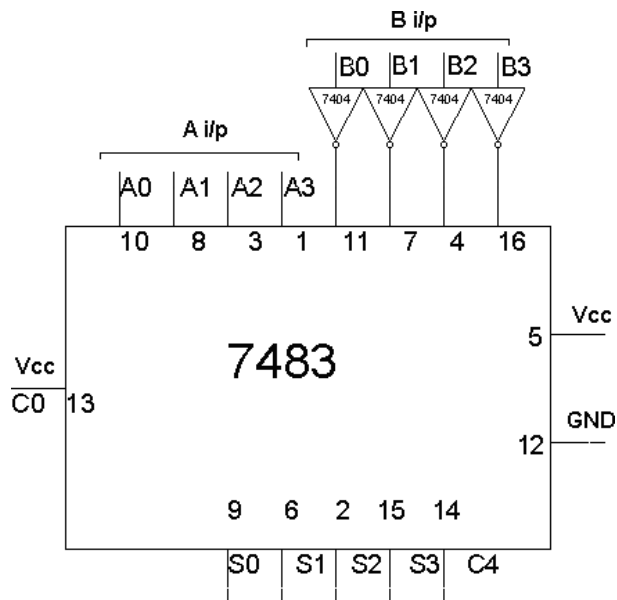 B i/p
B0 B1 B2 B3
7404 7404 7404 7404
A i/p
A0 A1 A2 A3
10 8 3 1 11 7 4 16
Vcc
5
7483
Vcc
C0 13
GND
12
9 6 2 15 14
S0 S1 S2 S3 C4